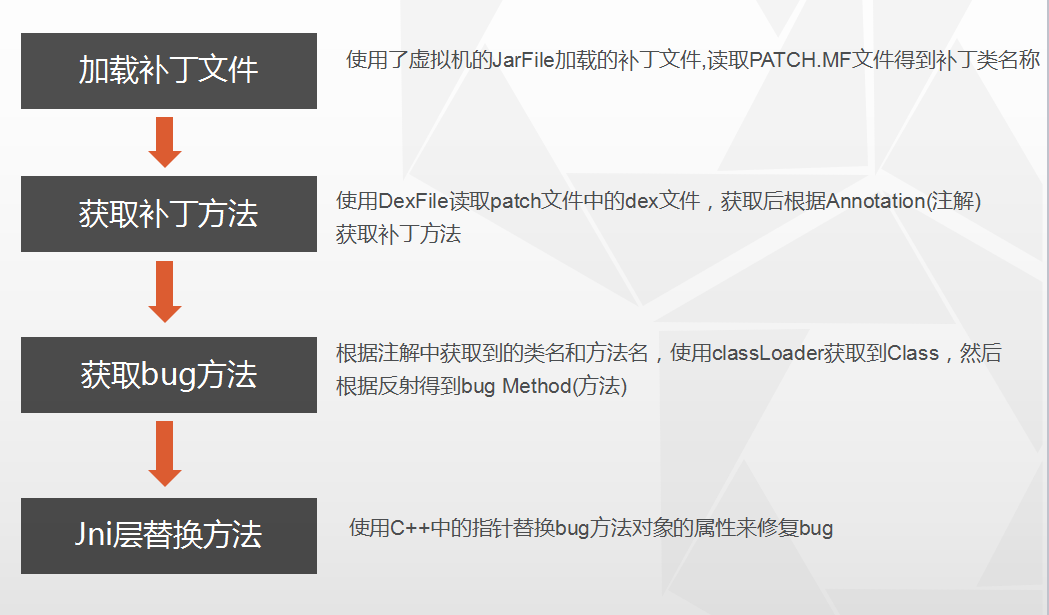 加载补丁文件
使用了虚拟机的JarFile加载的补丁文件,读取PATCH.MF文件得到补丁类名称
获取补丁方法
使用DexFile读取patch文件中的dex文件，获取后根据Annotation(注解)
获取补丁方法
获取bug方法
根据注解中获取到的类名和方法名，使用classLoader获取到Class，然后
根据反射得到bug Method(方法)
Jni层替换方法
使用C++中的指针替换bug方法对象的属性来修复bug